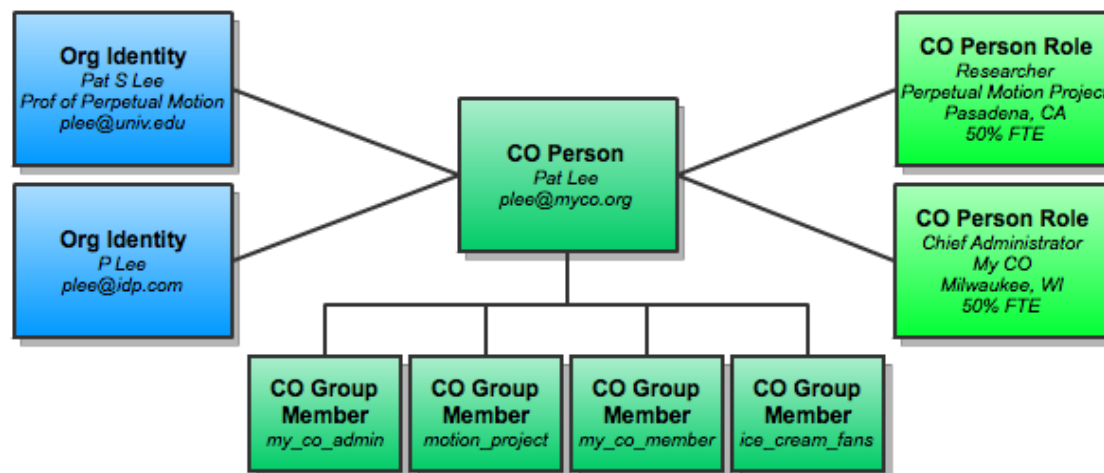 Org Identity
Pat S Lee
Prof of Perpetual Motion
plee@univ.edu
Org Identity
P Lee
plee@idp.com
CO Person
Pat Lee
plee@myco.org
CO Person Role
Researcher
Perpetual Motion Project
Pasadena, CA
50% FTE
CO Person Role
Chief Administrator
My CO
Milwaukee, WI
50% FTE
CO Group
Member
my_co_admin
CO Group
Member
motion_project
CO Group
Member
my_co_member
CO Group
Member
ice_cream_fans